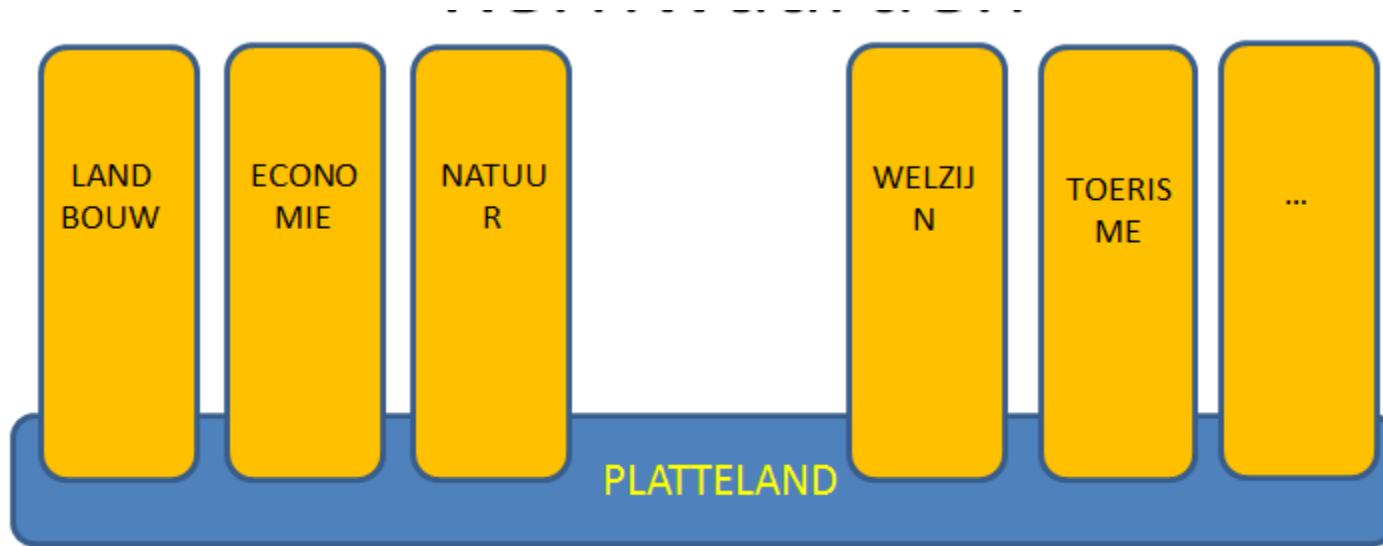 LAND
BOUW
ECONO
MIE
NATUU
R
WELZIJ
N
TOERIS
ME
...
PLATTELAND